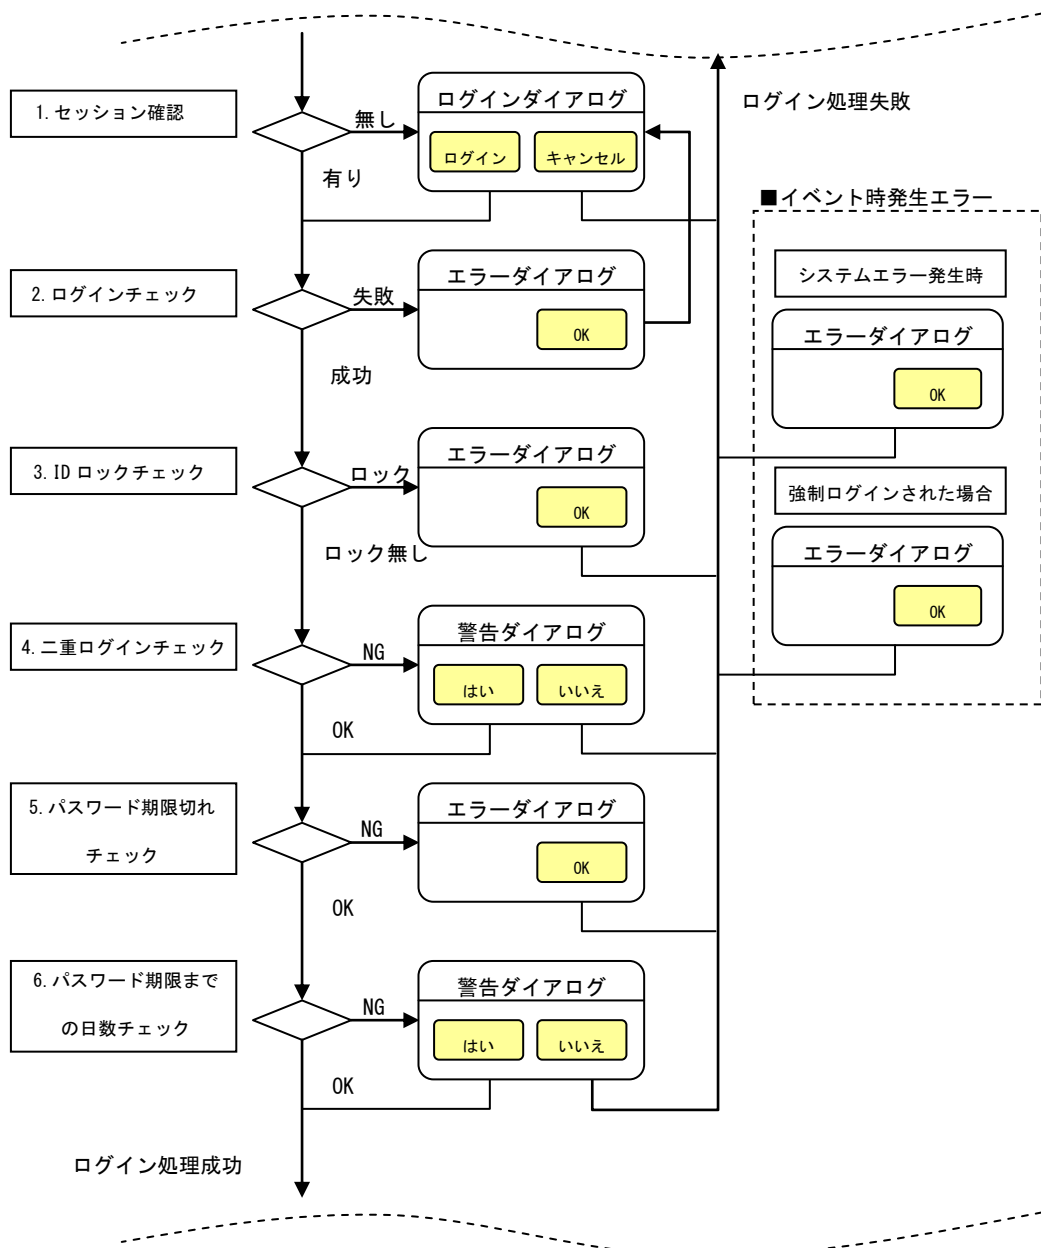 ログイン処理失敗
1.セッション確認
無し
有り
ログインダイアログ
ログイン
キャンセル
■イベント時発生エラー
システムエラー発生時
エラーダイアログ
OK
強制ログインされた場合
エラーダイアログ
OK
2.ログインチェック
失敗
成功
エラーダイアログ
OK
3.IDロックチェック
ロック
ロック無し
エラーダイアログ
OK
4.二重ログインチェック
NG
OK
警告ダイアログ
はい
いいえ
5.パスワード期限切れ
チェック
NG
OK
エラーダイアログ
OK
6.パスワード期限まで
の日数チェック
NG
OK
警告ダイアログ
はい
いいえ
ログイン処理成功